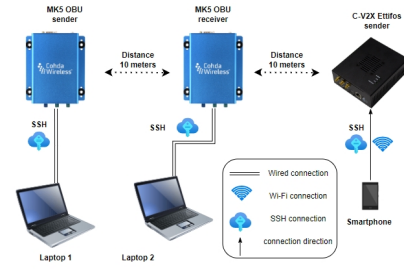 MK5 OBU
sender
MK5 OBU
receiver
C-V2X Ettifos
sender
Distance
10 meters
Distance
10 meters
Cohda
Wireless
Cohda
Wireless
SSH
SSH
SSH
Wired connection
Wi-Fi connection
SSH connection
connection direction
Smartphone
Laptop 1
Laptop 2